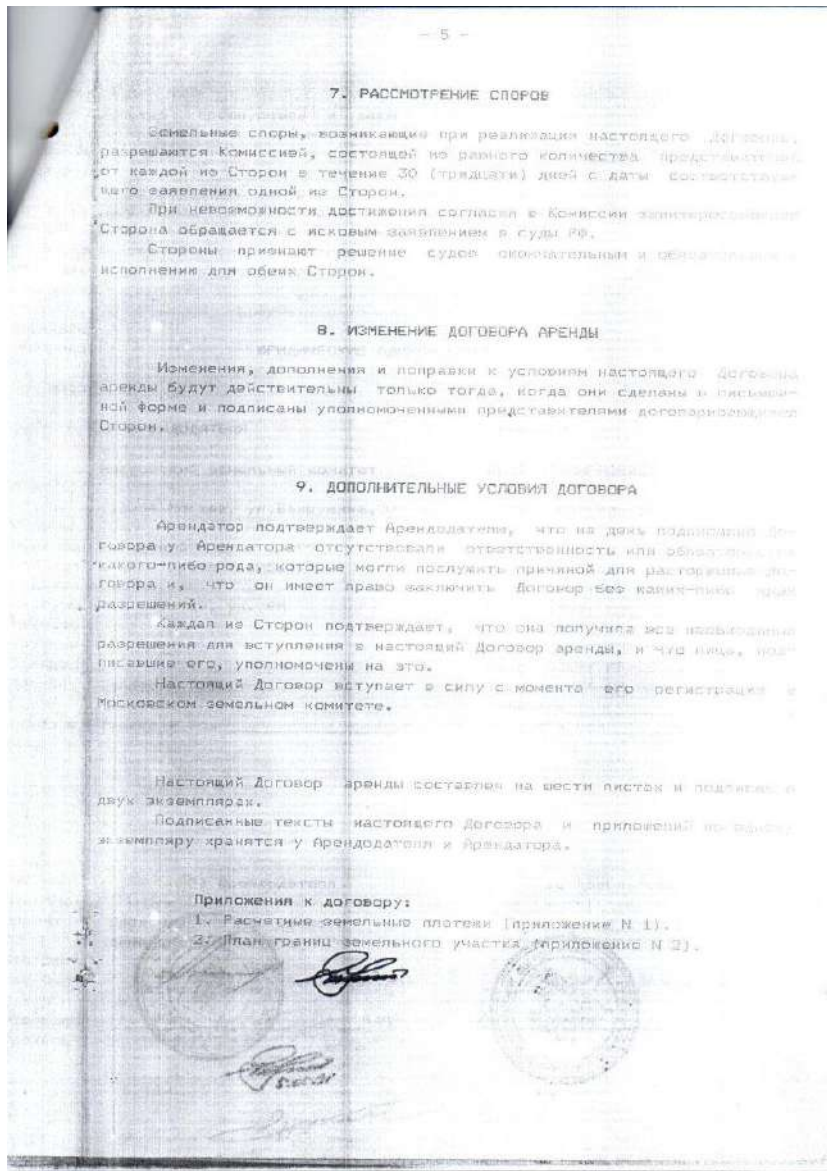 - 5 -
7. РАССМОТРЕНИЕ СПОРОВ
Земельные споры, возникающие при реализации настоящего Договора,
разрешаются Комиссией, состоящей из равного количества представителей
от каждой из Сторон в течение 30 (тридцати) дней с даты соответствую-
щего заявления одной из Сторон.
При невозможности достижения согласия в Комиссии заинтересованная
Сторона обращается с исковым заявлением в суды РФ.
Стороны признают решение судов окончательным и обязательным к
исполнению для обеих Сторон.
8. ИЗМЕНЕНИЕ ДОГОВОРА АРЕНДЫ
Изменения, дополнения и поправки к условиям настоящего Договора
аренды будут действительны только тогда, когда они сделаны в письмен-
ной форме и подписаны уполномоченными представителями договаривающихся
Сторон.
9. ДОПОЛНИТЕЛЬНЫЕ УСЛОВИЯ ДОГОВОРА
Арендатор подтверждает Арендодателю, что на день подписания До-
говора у Арендатора отсутствовали ответственность или обязательства
какого-либо рода, которые могли послужить причиной для расторжения До-
говора и, что он имеет право заключить Договор без каких-либо иных
разрешений.
Каждая из Сторон подтверждает, что она получила все необходимые
разрешения для вступления в настоящий Договор аренды, и что лица, под-
писавшие его, уполномочены на это.
Настоящий Договор вступает в силу с момента его регистрации в
Московском земельном комитете.
Настоящий Договор аренды составлен на шести листах и подписан в
двух экземплярах.
Подписанные тексты настоящего Договора и приложений по одному
экземпляру хранятся у Арендодателя и Арендатора.
Приложения к договору:
1. Расчетные земельные платежи (приложение N 1).
2. План границ земельного участка (приложение N 2).